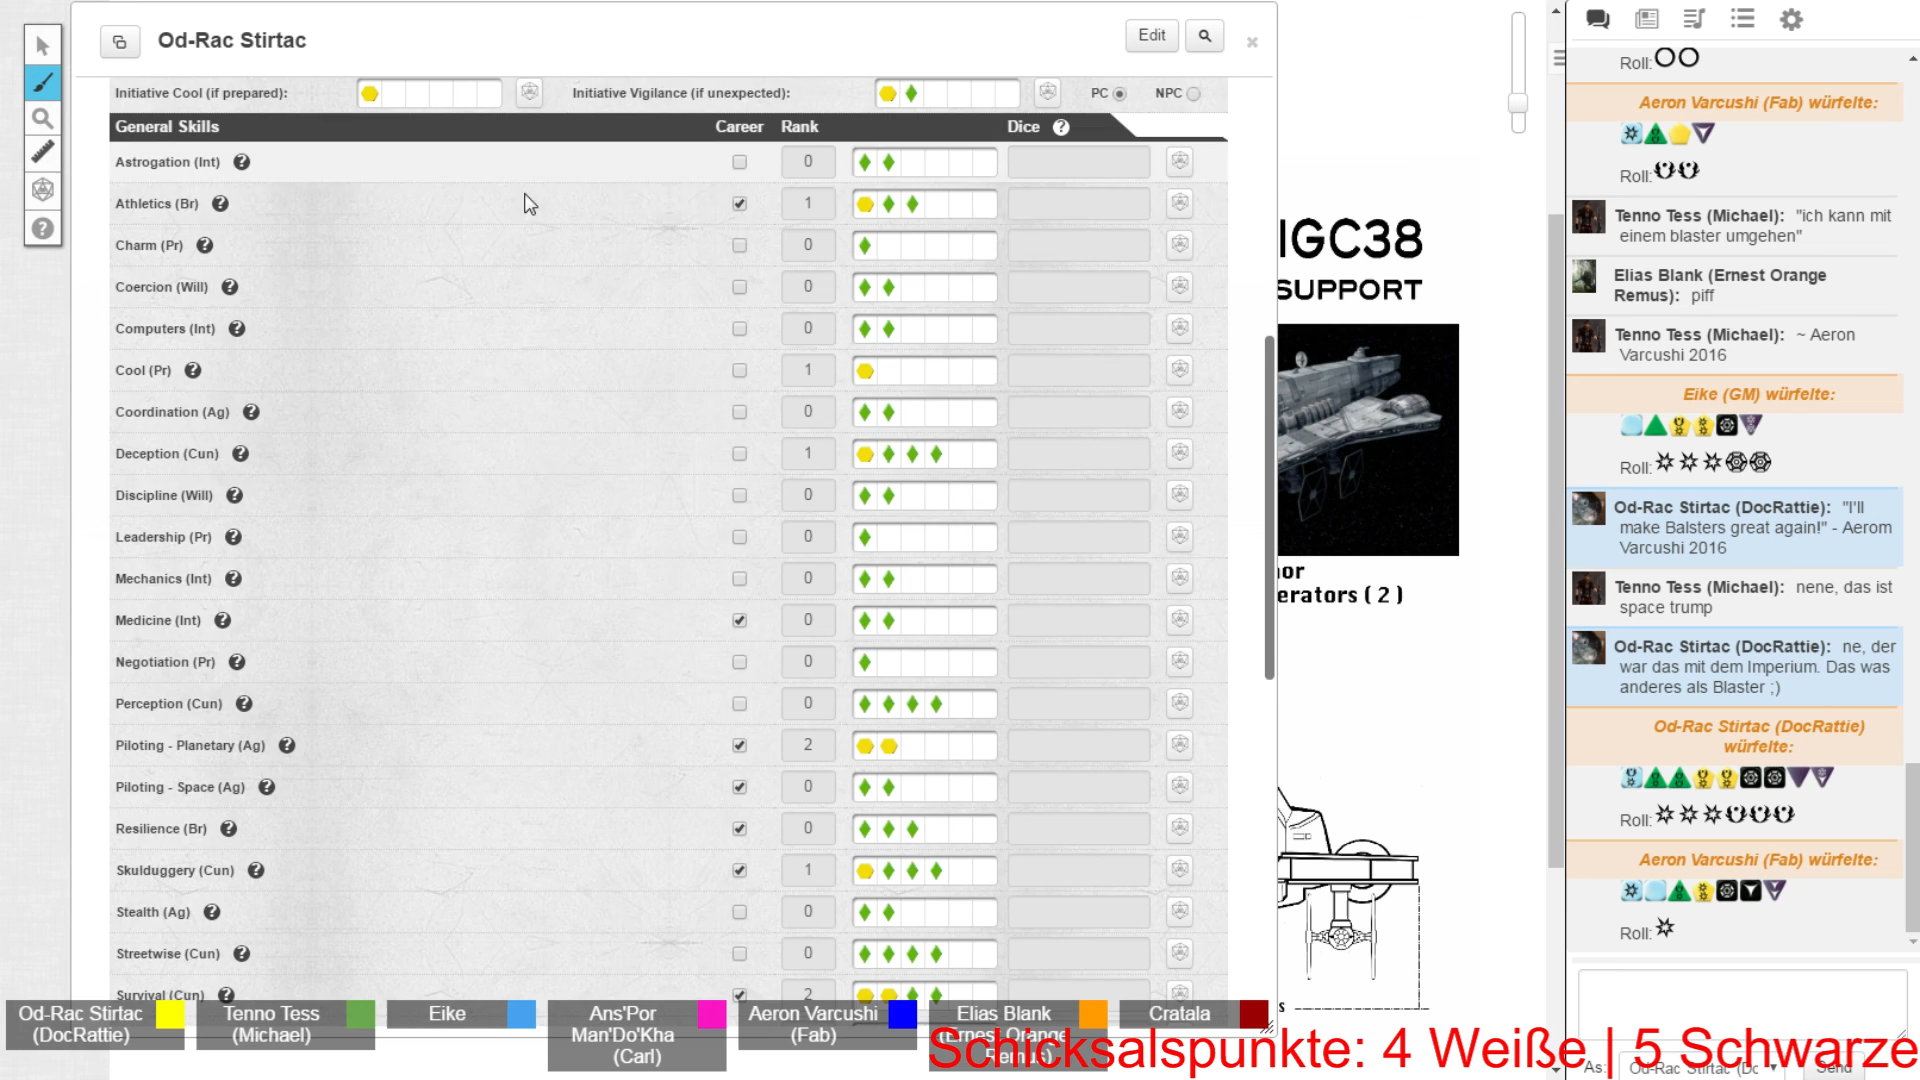 Od-Rac Stirtac
Edit
Initiative Cool (if prepared):
Initiative Vigilance (if unexpected):
PC
NPC
General Skills Career Rank Dice
Astrogation (Int) 0
Athletics (Br) 1
Charm (Pr) 0
Coercion (Will) 0
Computers (Int) 0
Cool (Pr) 1
Coordination (Ag) 0
Deception (Cun) 1
Discipline (Will) 0
Leadership (Pr) 0
Mechanics (Int) 0
Medicine (Int) 0
Negotiation (Pr) 0
Perception (Cun) 0
Piloting - Planetary (Ag) 2
Piloting - Space (Ag) 0
Resilience (Br) 0
Skulduggery (Cun) 1
Stealth (Ag) 0
Streetwise (Cun) 0
Survival (Cun) 2
IGC38
SUPPORT
erators ( 2 )
Roll:
Aeron Varcushi (Fab) würfelte:
Roll:
Tenno Tess (Michael): "ich kann mit
einem blaster umgehen"
Elias Blank (Ernest Orange
Remus): piff
Tenno Tess (Michael): ~ Aeron
Varcushi 2016
Eike (GM) würfelte:
Roll:
Od-Rac Stirtac (DocRattie): "I'll
make Balsters great again!" - Aerom
Varcushi 2016
Tenno Tess (Michael): nene, das ist
space trump
Od-Rac Stirtac (DocRattie): ne, der
war das mit dem Imperium. Das was
anderes als Blaster ;)
Od-Rac Stirtac (DocRattie)
würfelte:
Roll:
Aeron Varcushi (Fab) würfelte:
Roll:
Od-Rac Stirtac
(DocRattie)
Tenno Tess
(Michael)
Eike
Ans'Por
Man'Do'Kha
(Carl)
Aeron Varcushi
(Fab)
Elias Blank
(Ernest Orange
Remus)
Cratala
Schicksalspunkte: 4 Weiße | 5 Schwarze
As: Od-Rac Stirtac (Dc
Send